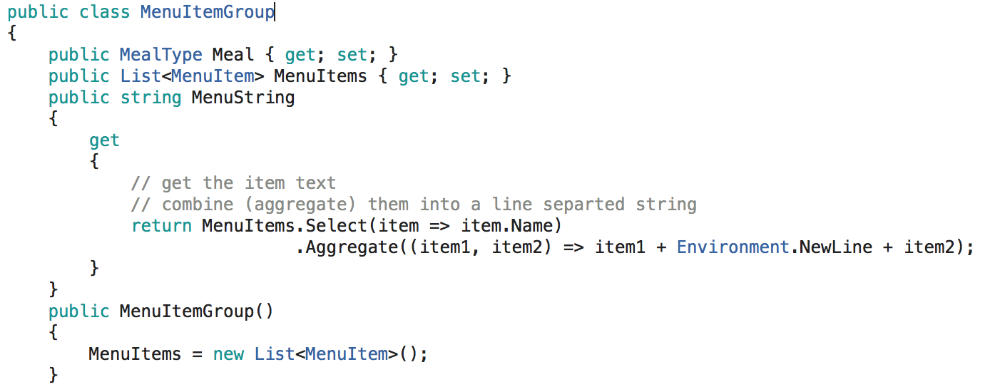 public class MenuItemGroup
{
    public MealType Meal { get; set; }
    public List<MenuItem> MenuItems { get; set; }
    public string MenuString
    {
        get
        {
            // get the item text
            // combine (aggregate) them into a line separted string
            return MenuItems.Select(item => item.Name)
                            .Aggregate((item1, item2) => item1 + Environment.NewLine + item2);
        }
    }
    public MenuItemGroup()
    {
        MenuItems = new List<MenuItem>();
    }